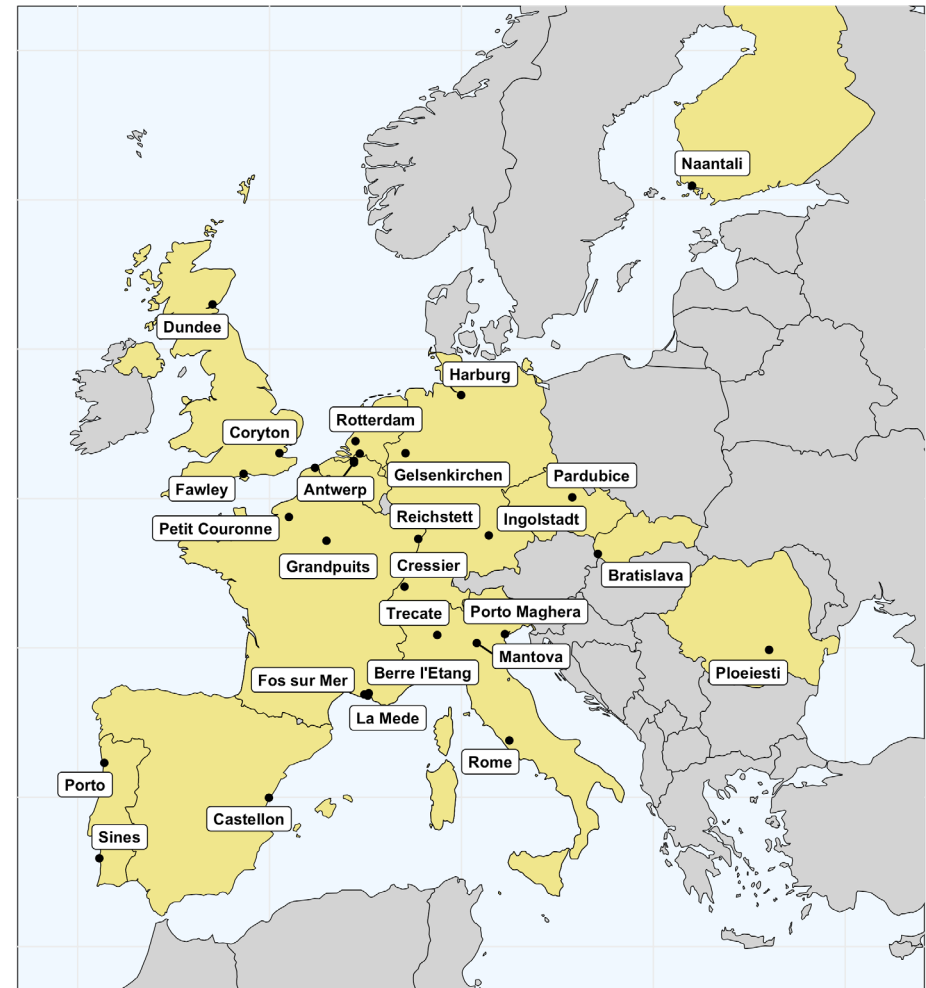 Naantali
Dundee
Harburg
Rotterdam
Coryton
Gelsenkirchen
Pardubice
Fawley
Antwerp
Reichstett
Ingolstadt
Petit Couronne
Grandpuits
Cressier
Bratislava
Trecate
Porto Maghera
Mantova
Berre l'Etang
Ploeiesti
Fos sur Mer
La Mede
Rome
Porto
Castellon
Sines